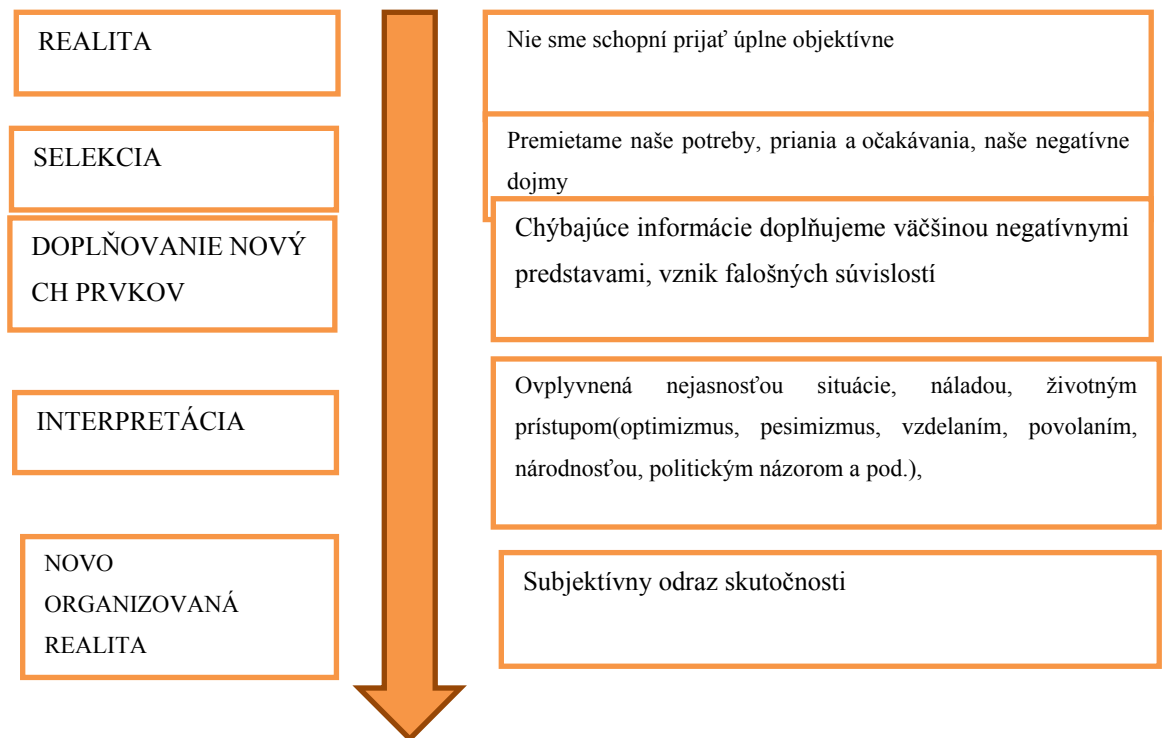 REALITA
Nie sme schopní prijať úplne objektívne
SELEKCIA
Premietame naše potreby, priania a očakávania, naše negatívne
dojmy
DOPLŇOVANIE NOVÝ
CH PRVKOV
Chýbajúce informácie doplňujeme väčšinou negatívnymi
predstavami, vznik falošných súvislostí
INTERPRETÁCIA
Ovplyvnená nejasnosťou situácie, náladou, životným
prístupom(optimizmus, pesimizmus, vzdelaním, povolaním,
národnosťou, politickým názorom a pod.),
NOVO
ORGANIZOVANÁ
REALITA
Subjektívny odraz skutočnosti